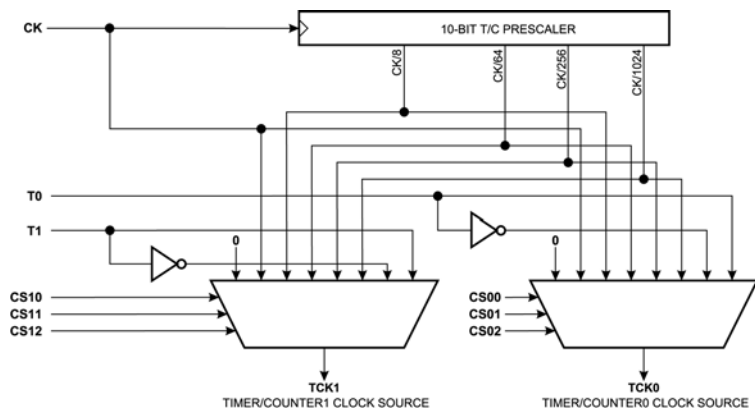 CK
10-BIT T/C PRESCALER
CK/8
CK/64
CK/256
CK/1024
T0
T1
0
0
CS10
CS11
CS12
CS00
CS01
CS02
TCK1
TIMER/COUNTER1 CLOCK SOURCE
TCK0
TIMER/COUNTER0 CLOCK SOURCE